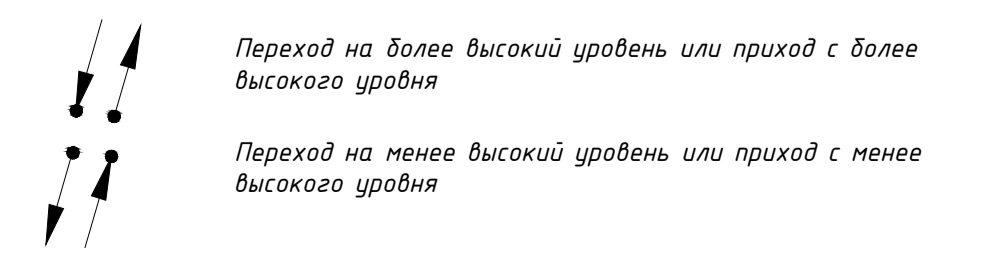 Переход на более высокий уровень или приход с более
высокого уровня
Переход на менее высокий уровень или приход с менее
высокого уровня